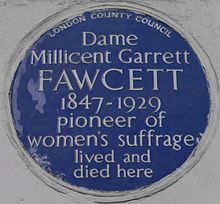 LONDON COUNTY COUNCIL
Dame
Millicent Garrett
FAWCETT
1847-1929
pioneer of
women's suffrage
lived and
died here